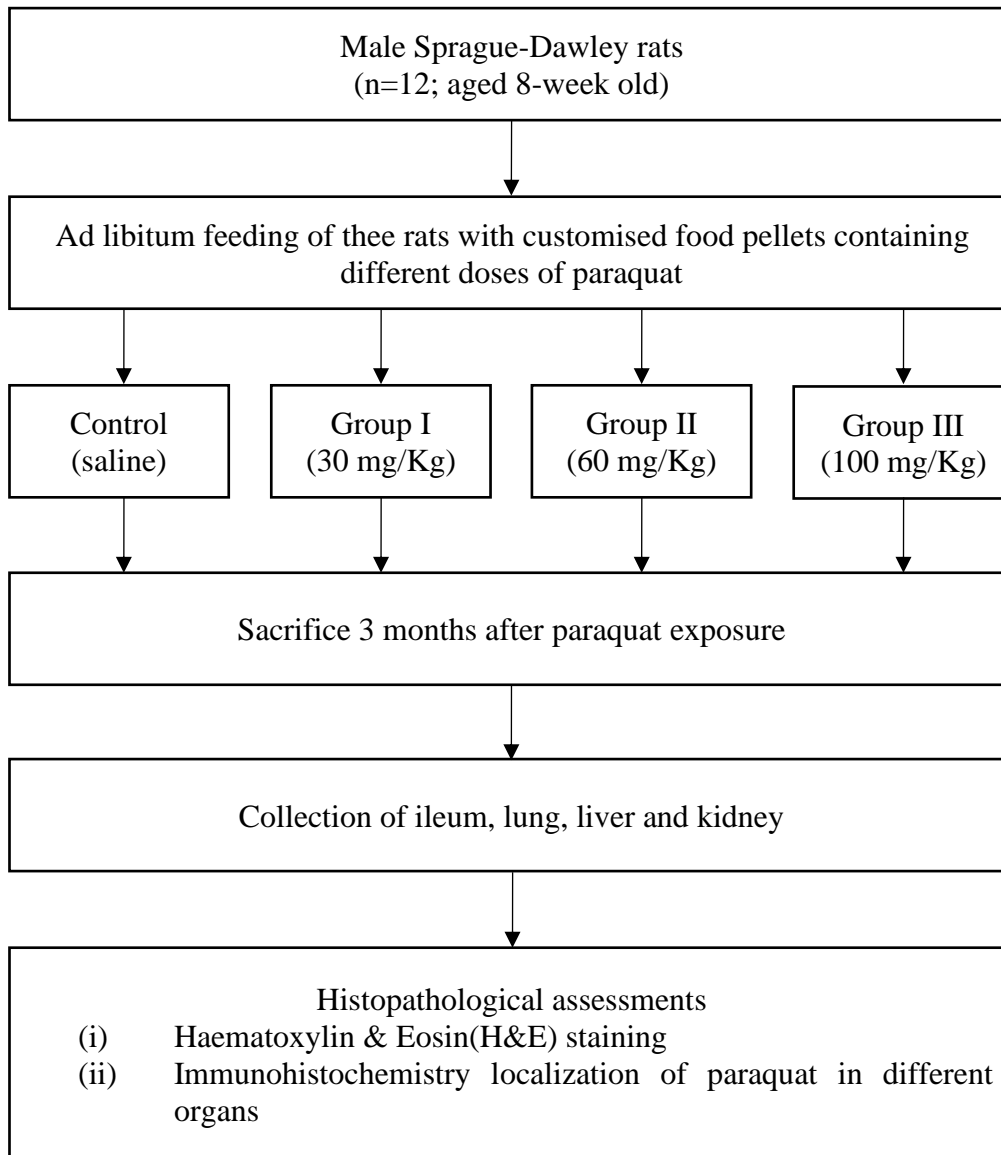 Male Sprague-Dawley rats
(n=12; aged 8-week old)
Ad libitum feeding of thee rats with customised food pellets containing
different doses of paraquat
Control
(saline)
Group I
(30 mg/Kg)
Group II
(60 mg/Kg)
Group III
(100 mg/Kg)
Sacrifice 3 months after paraquat exposure
Collection of ileum, lung, liver and kidney
Histopathological assessments
(i) Haematoxylin & Eosin(H&E) staining
(ii) Immunohistochemistry localization of paraquat in different
organs